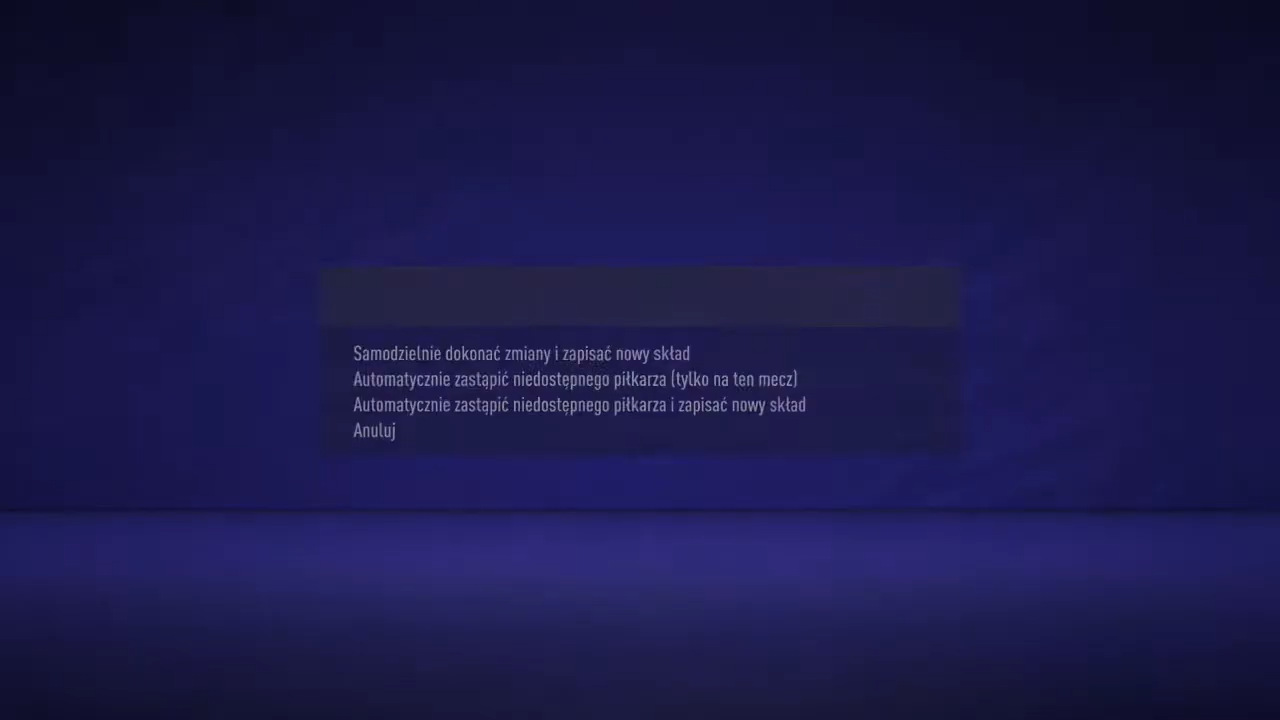 Samodzielnie dokonać zmiany i zapisać nowy skład
Automatycznie zastąpić niedostępnego piłkarza (tylko na ten mecz)
Automatycznie zastąpić niedostępnego piłkarza i zapisać nowy skład
Anuluj